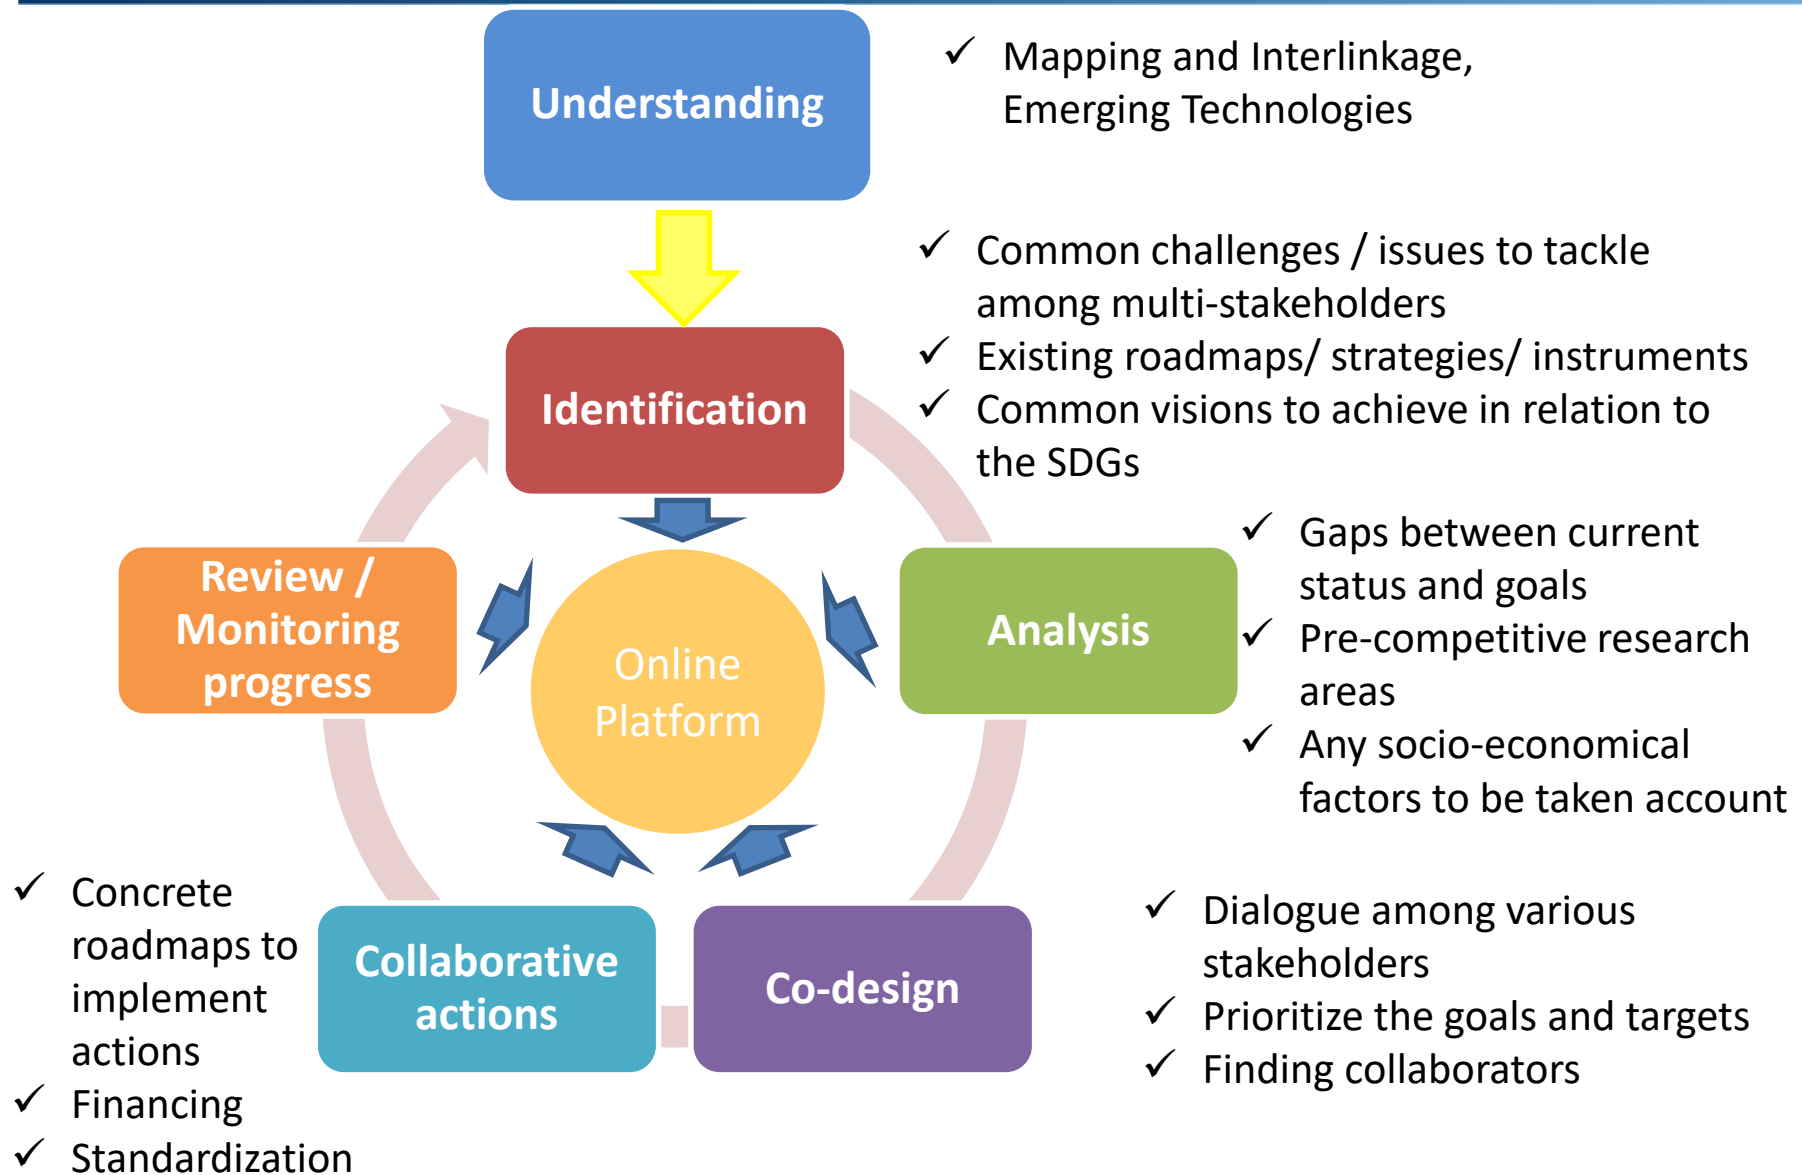 Understanding
✓ Mapping and Interlinkage,
Emerging Technologies
✓ Common challenges / issues to tackle
among multi-stakeholders
✓ Existing roadmaps/ strategies/ instruments
✓ Common visions to achieve in relation to
the SDGs
Identification
✓ Gaps between current
status and goals
✓ Pre-competitive research
areas
✓ Any socio-economical
factors to be taken account
Analysis
Review /
Monitoring
progress
Online
Platform
✓ Concrete
roadmaps to
implement
actions
✓ Financing
✓ Standardization
Collaborative
actions
Co-design
✓ Dialogue among various
stakeholders
✓ Prioritize the goals and targets
✓ Finding collaborators